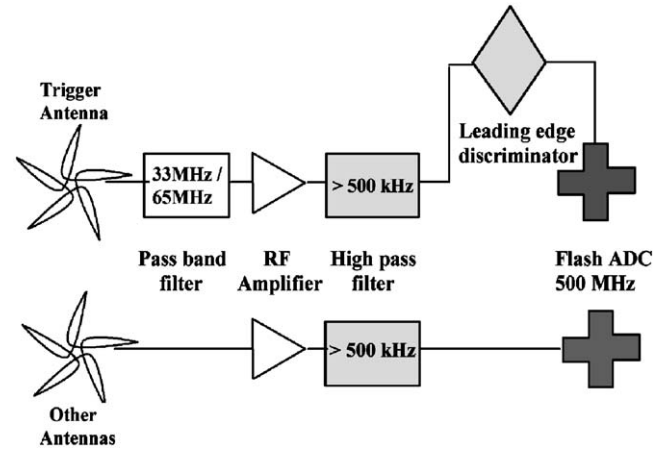 Trigger
Antenna
Leading edge
discriminator
33MHz /
65MHz
> 500 kHz
Pass band
filter
RF
Amplifier
High pass
filter
Flash ADC
500 MHz
> 500 kHz
Other
Antennas